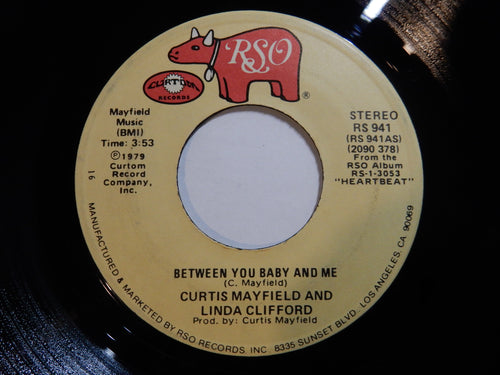 RSO
CURTOM
RECORDS
®
Mayfield
Music
(BMI)
Time: 3:53
Ⓟ1979
Curtom
Record
Company,
Inc.
16
STEREO
RS 941
(RS 941AS)
(2090 378)
From the
RSO Album
RS-1-3053
"HEARTBEAT"
BETWEEN YOU BABY AND ME
(C. Mayfield)
CURTIS MAYFIELD AND
LINDA CLIFFORD
Prod. by: Curtis Mayfield
MANUFACTURED & MARKETED BY RSO RECORDS, INC. 8335 SUNSET BLVD. LOS ANGELES, CA. 90069